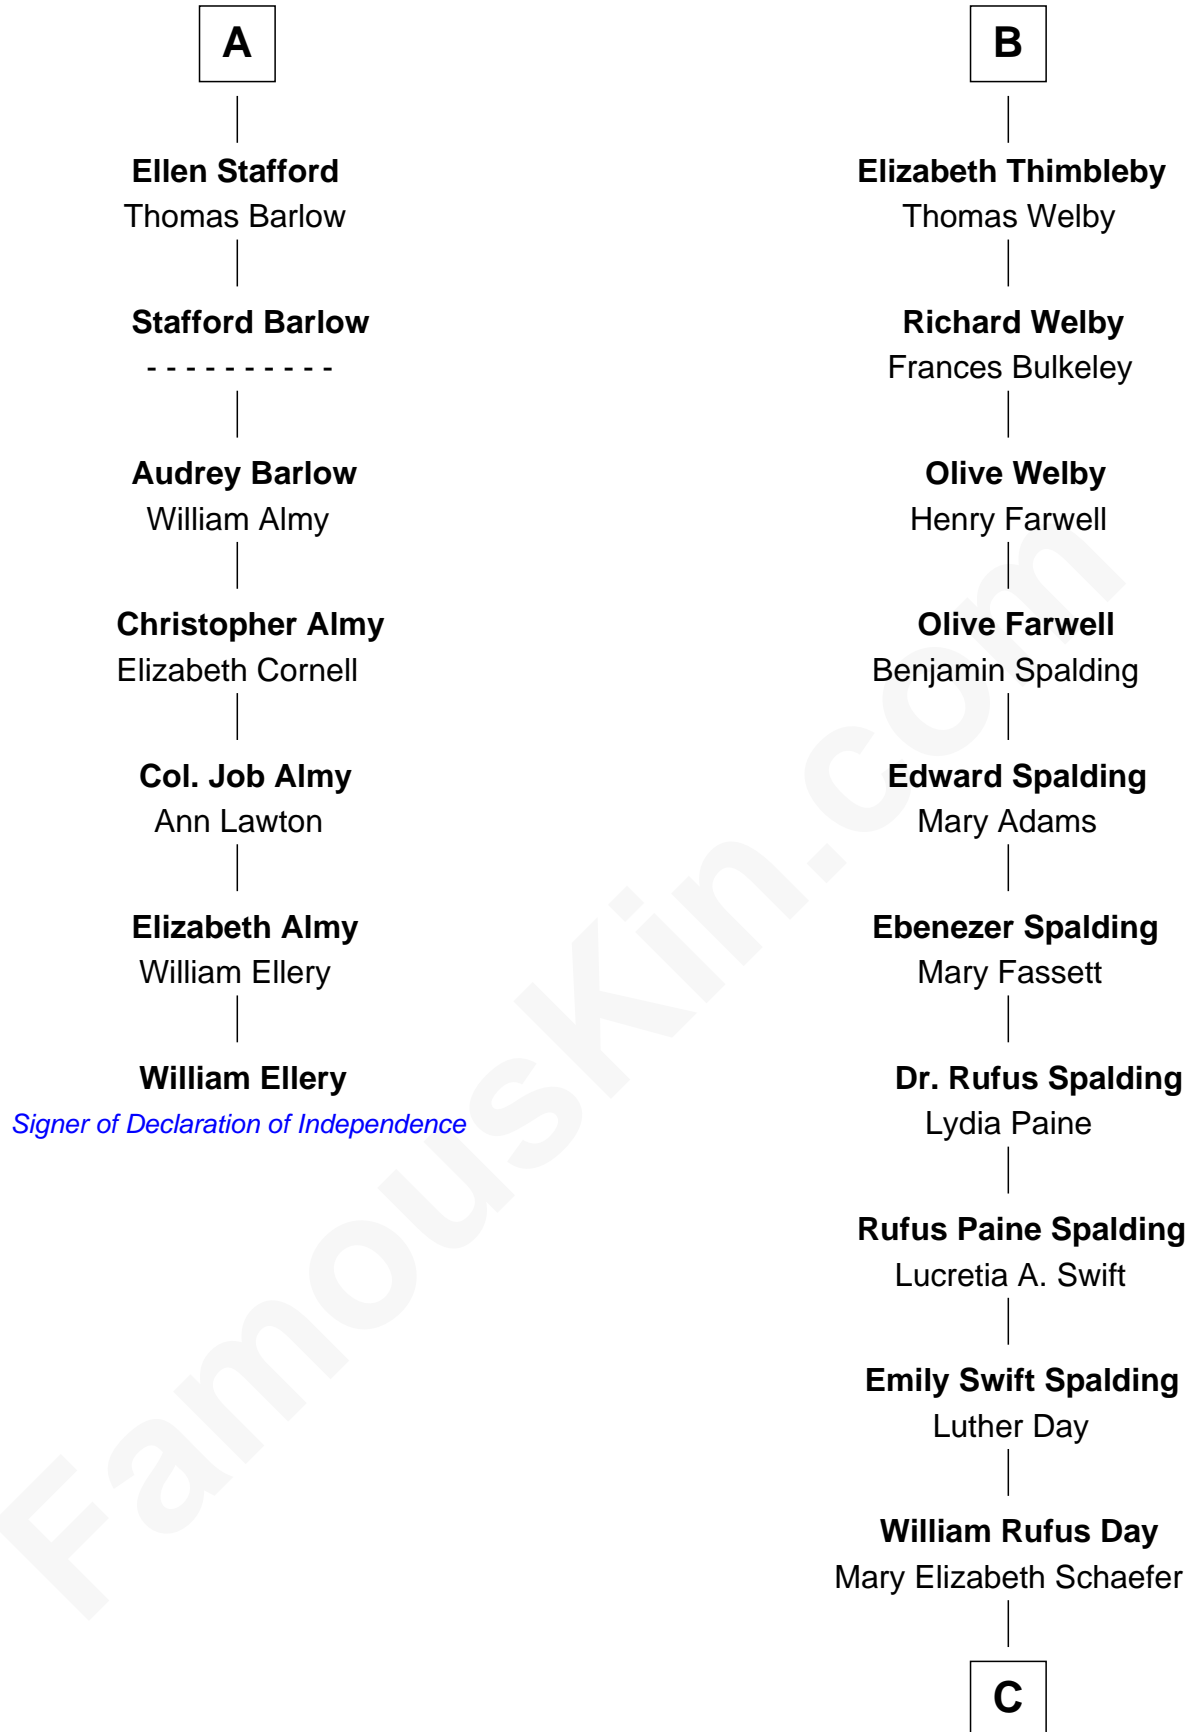 A
Ellen Stafford
Thomas Barlow
Stafford Barlow
- - - - - - - - - -
Audrey Barlow
William Almy
Christopher Almy
Elizabeth Cornell
Col. Job Almy
Ann Lawton
Elizabeth Almy
William Ellery
William Ellery
Signer of Declaration of Independence
B
Elizabeth Thimbleby
Thomas Welby
Richard Welby
Frances Bulkeley
Olive Welby
Henry Farwell
Olive Farwell
Benjamin Spalding
Edward Spalding
Mary Adams
Ebenezer Spalding
Mary Fassett
Dr. Rufus Spalding
Lydia Paine
Rufus Paine Spalding
Lucretia A. Swift
Emily Swift Spalding
Luther Day
William Rufus Day
Mary Elizabeth Schaefer
C
FamousKin.com